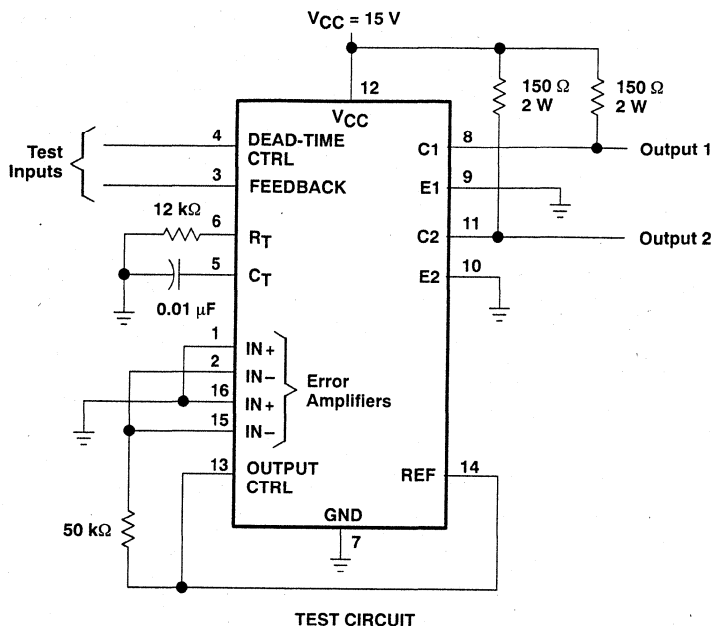 VCC = 15 V
12
VCC
150 Ω
2 W
150 Ω
2 W
Test
Inputs
4
DEAD-TIME
CTRL
3
FEEDBACK
12 kΩ
6
RT
5
CT
0.01 µF
1
IN+
2
IN−
16
IN+
15
IN−
Error
Amplifiers
13
OUTPUT
CTRL
50 kΩ
C1
8
Output 1
E1
9
C2
11
Output 2
E2
10
REF
14
GND
7
TEST CIRCUIT